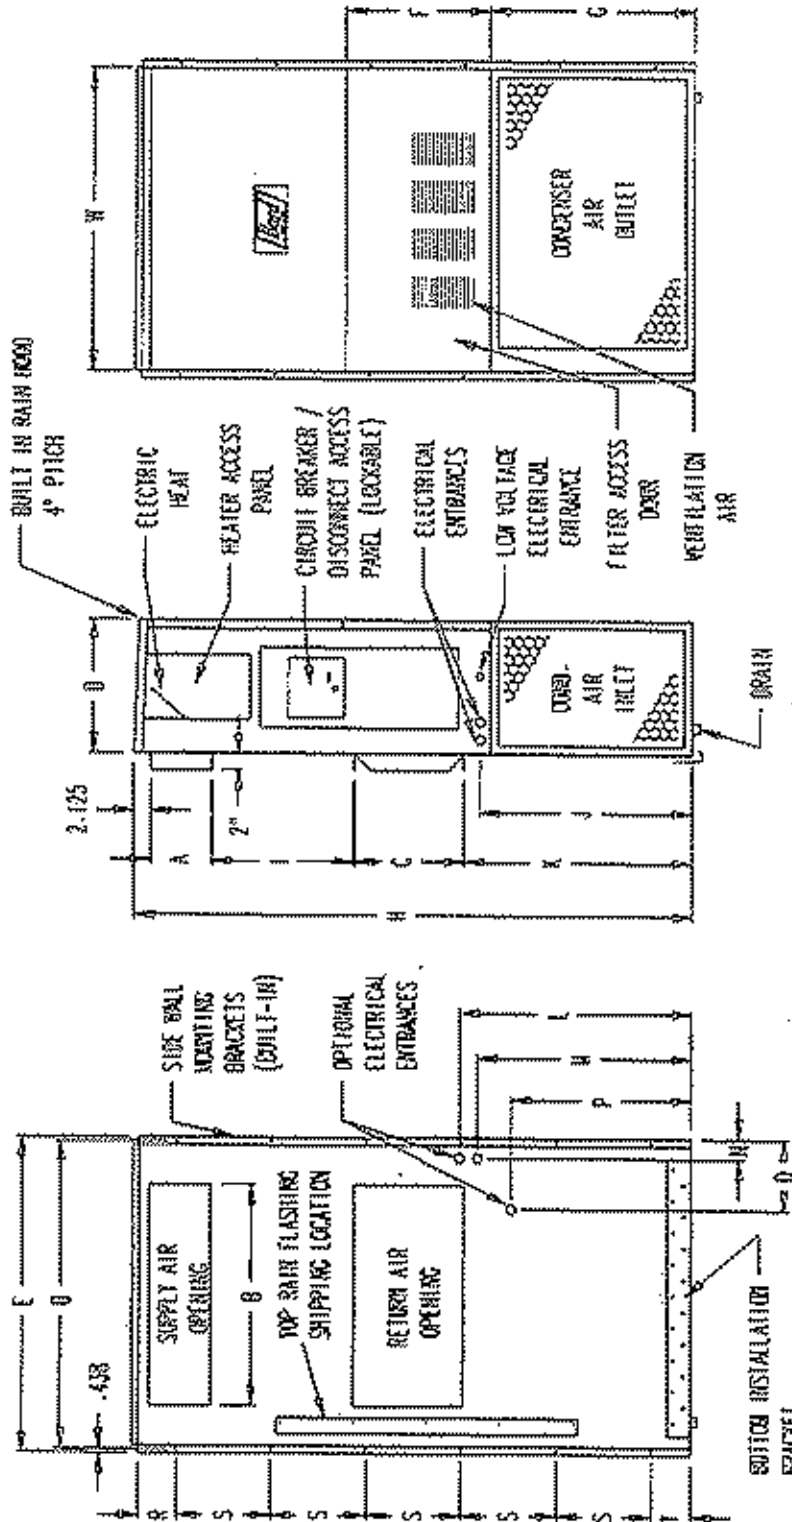 W
F
G
Bard
CONDENSER
AIR
OUTLET
BUILT IN RAIN HOOD
4° PITCH
ELECTRIC
HEAT
HEATER ACCESS
PANEL
CIRCUIT BREAKER /
DISCONNECT ACCESS
PANEL (LOCKABLE)
ELECTRICAL
ENTRANCES
LOW VOLTAGE
ELECTRICAL
ENTRANCE
FILTER ACCESS
DOOR
VENTILATION
AIR
D
2.125
A
2"
I
C
K
J
H
COND.
AIR
INLET
DRAIN
SIDE WALL
MOUNTING
BRACKETS
(BUILT-IN)
OPTIONAL
ELECTRICAL
ENTRANCES
E
O
.438
SUPPLY AIR
OPENING
B
TOP RAIN FLASHING
SHIPPING LOCATION
RETURN AIR
OPENING
L
M
P
N
Q
R
S
S
S
S
S
T
BOTTOM INSTALLATION
BRACKET